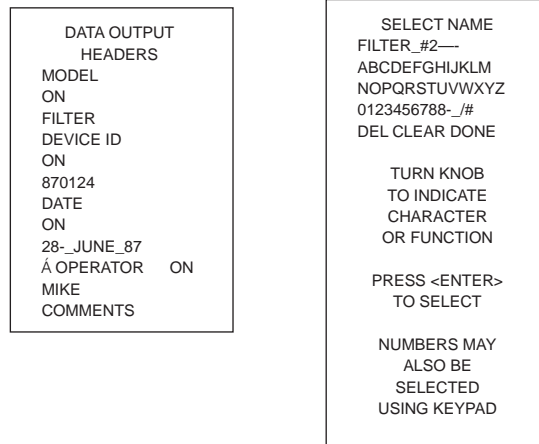 DATA OUTPUT
HEADERS
MODEL
ON
FILTER
DEVICE ID
ON
870124
DATE
ON
28-_JUNE_87
Á OPERATOR ON
MIKE
COMMENTS
SELECT NAME
FILTER_#2—-
ABCDEFGHIJKLM
NOPQRSTUVWXYZ
0123456788-_/#
DEL CLEAR DONE
TURN KNOB
TO INDICATE
CHARACTER
OR FUNCTION
PRESS <ENTER>
TO SELECT
NUMBERS MAY
ALSO BE
SELECTED
USING KEYPAD